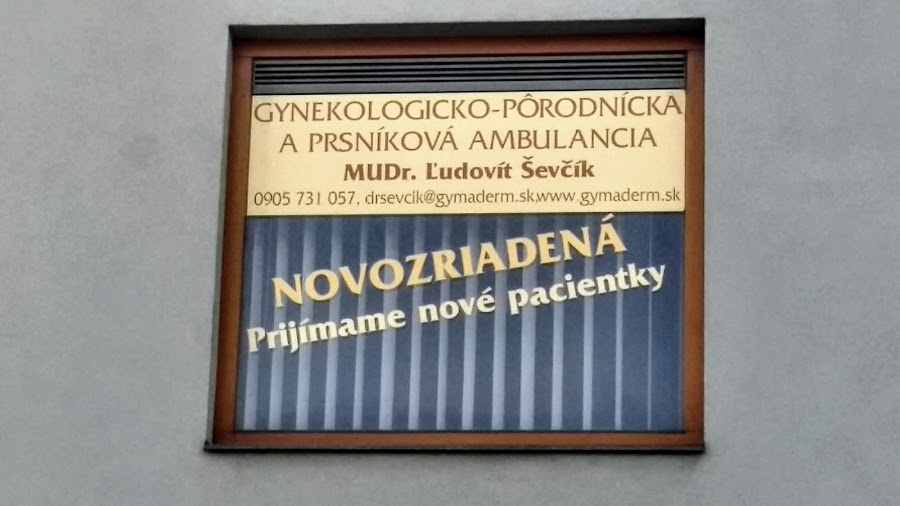 GYNEKOLOGICKO-PÔRODNÍCKA
A PRSNÍKOVÁ AMBULANCIA
MUDr. Ľudovít Ševčík
0905 731 057, drsevcik@gymaderm.sk,www.gymaderm.sk
NOVOZRIADENÁ
Prijímame nové pacientky